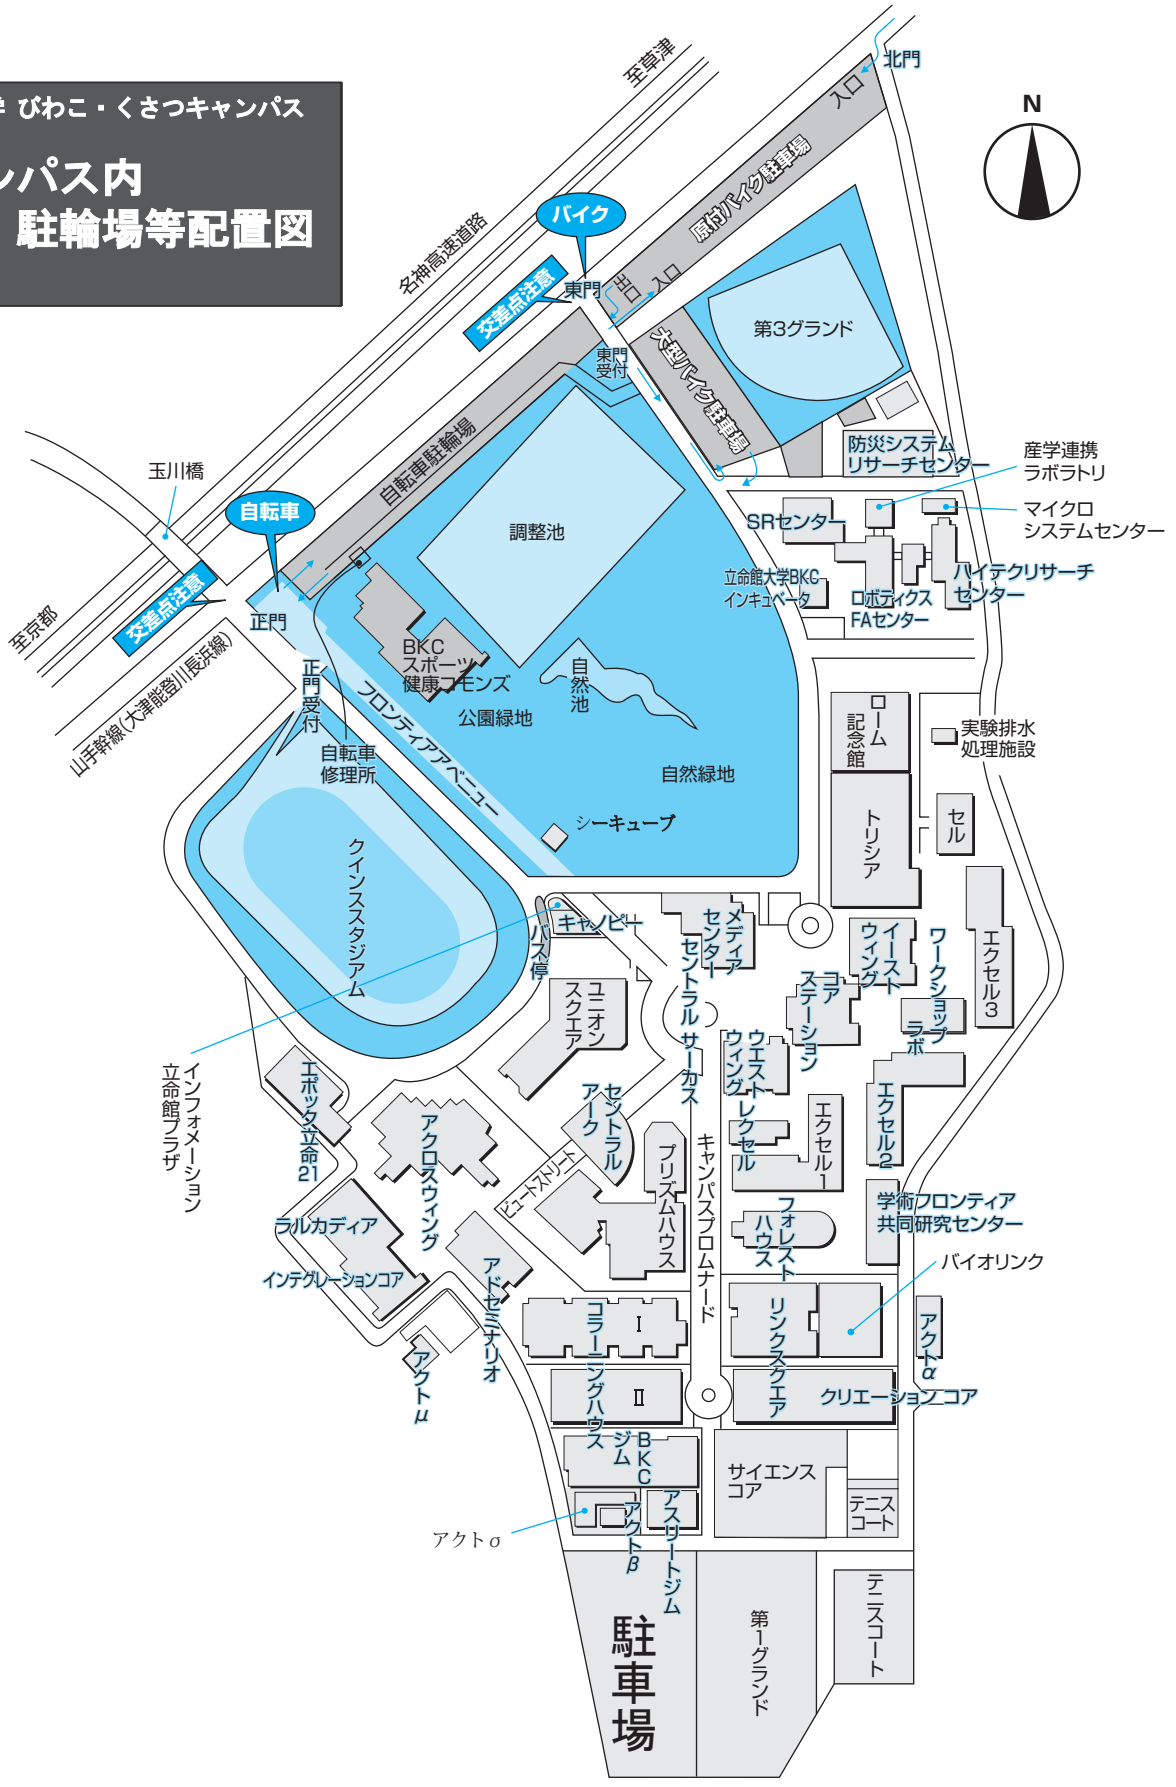 びわこ・くさつキャンパス
ンパス内
駐輪場等配置図
至草津
北門
入口
N
原付バイク駐車場
バイク
名神高速道路
交差点注意
東門
出口
入口
東門
受付
大型バイク駐車場
第3グランド
自転車駐輪場
防災システム
リサーチセンター
産学連携
ラボラトリ
マイクロ
システムセンター
玉川橋
自転車
調整池
SRセンター
立命館大学BKC
インキュベータ
ロボティクス
FAセンター
ハイテクリサーチ
センター
交差点注意
至京都
正門
山手幹線(大津能登川長浜線)
正門受付
BKC
スポーツ
健康コモンズ
自然池
公園緑地
フロンティアアベニュー
自転車
修理所
自然緑地
シーキューブ
ローム
記念館
実験排水
処理施設
トリシア
セル
クインススタジアム
キャノピー
バス停
メディア
センター
セントラル サーカス
イースト
ウィング
ワークショップ
ラボ
エクセル3
コア
ステーション
ユニオン
スクエア
インフォメーション
立命館プラザ
エポック立命21
アクロスウィング
セントラル
アーク
ウエスト
ウィング
レクセル
エクセル1
エクセル2
ビュートストリート
プリズムハウス
キャンパスプロムナード
フォレスト
ハウス
学術フロンティア
共同研究センター
バイオリンク
ラルカディア
インテグレーションコア
アドセミナリオ
アクトμ
コラーニングハウス
I
II
リンクスクエア
アクトα
クリエーション コア
BKC
ジム
サイエンス
コア
テニス
コート
アクトσ
アクトβ
アスリートジム
駐車場
第1グランド
テニスコート